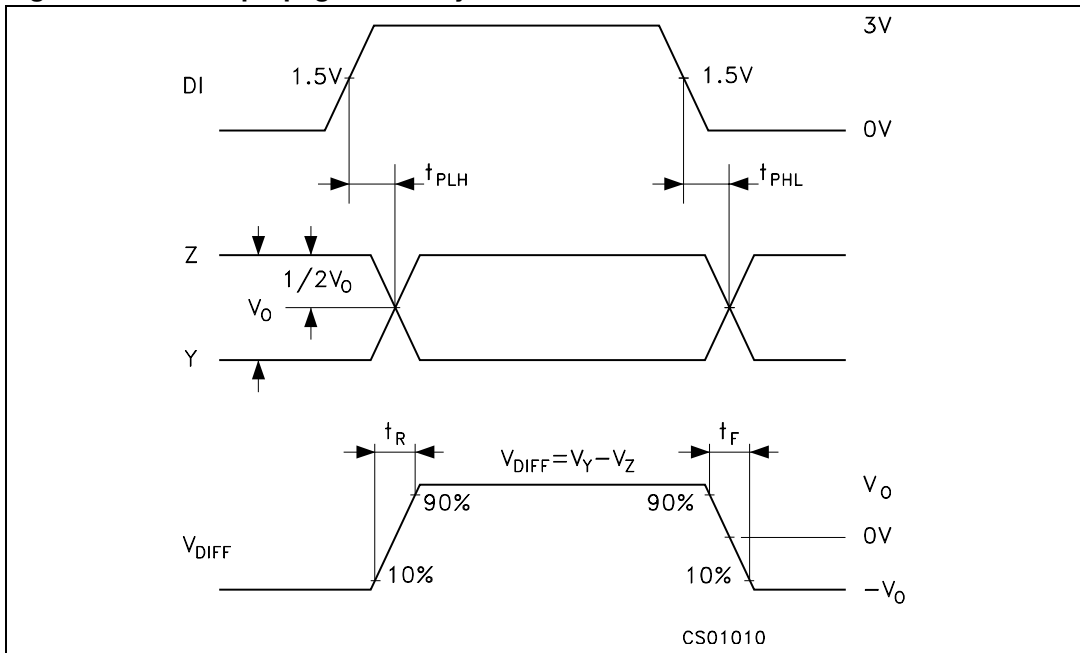 3V
DI
1.5V
1.5V
0V
tPLH
tPHL
Z
1/2VO
VO
Y
tR
tF
VDIFF=VY−VZ
VO
90%
90%
0V
VDIFF
10%
10%
−VO
CS01010